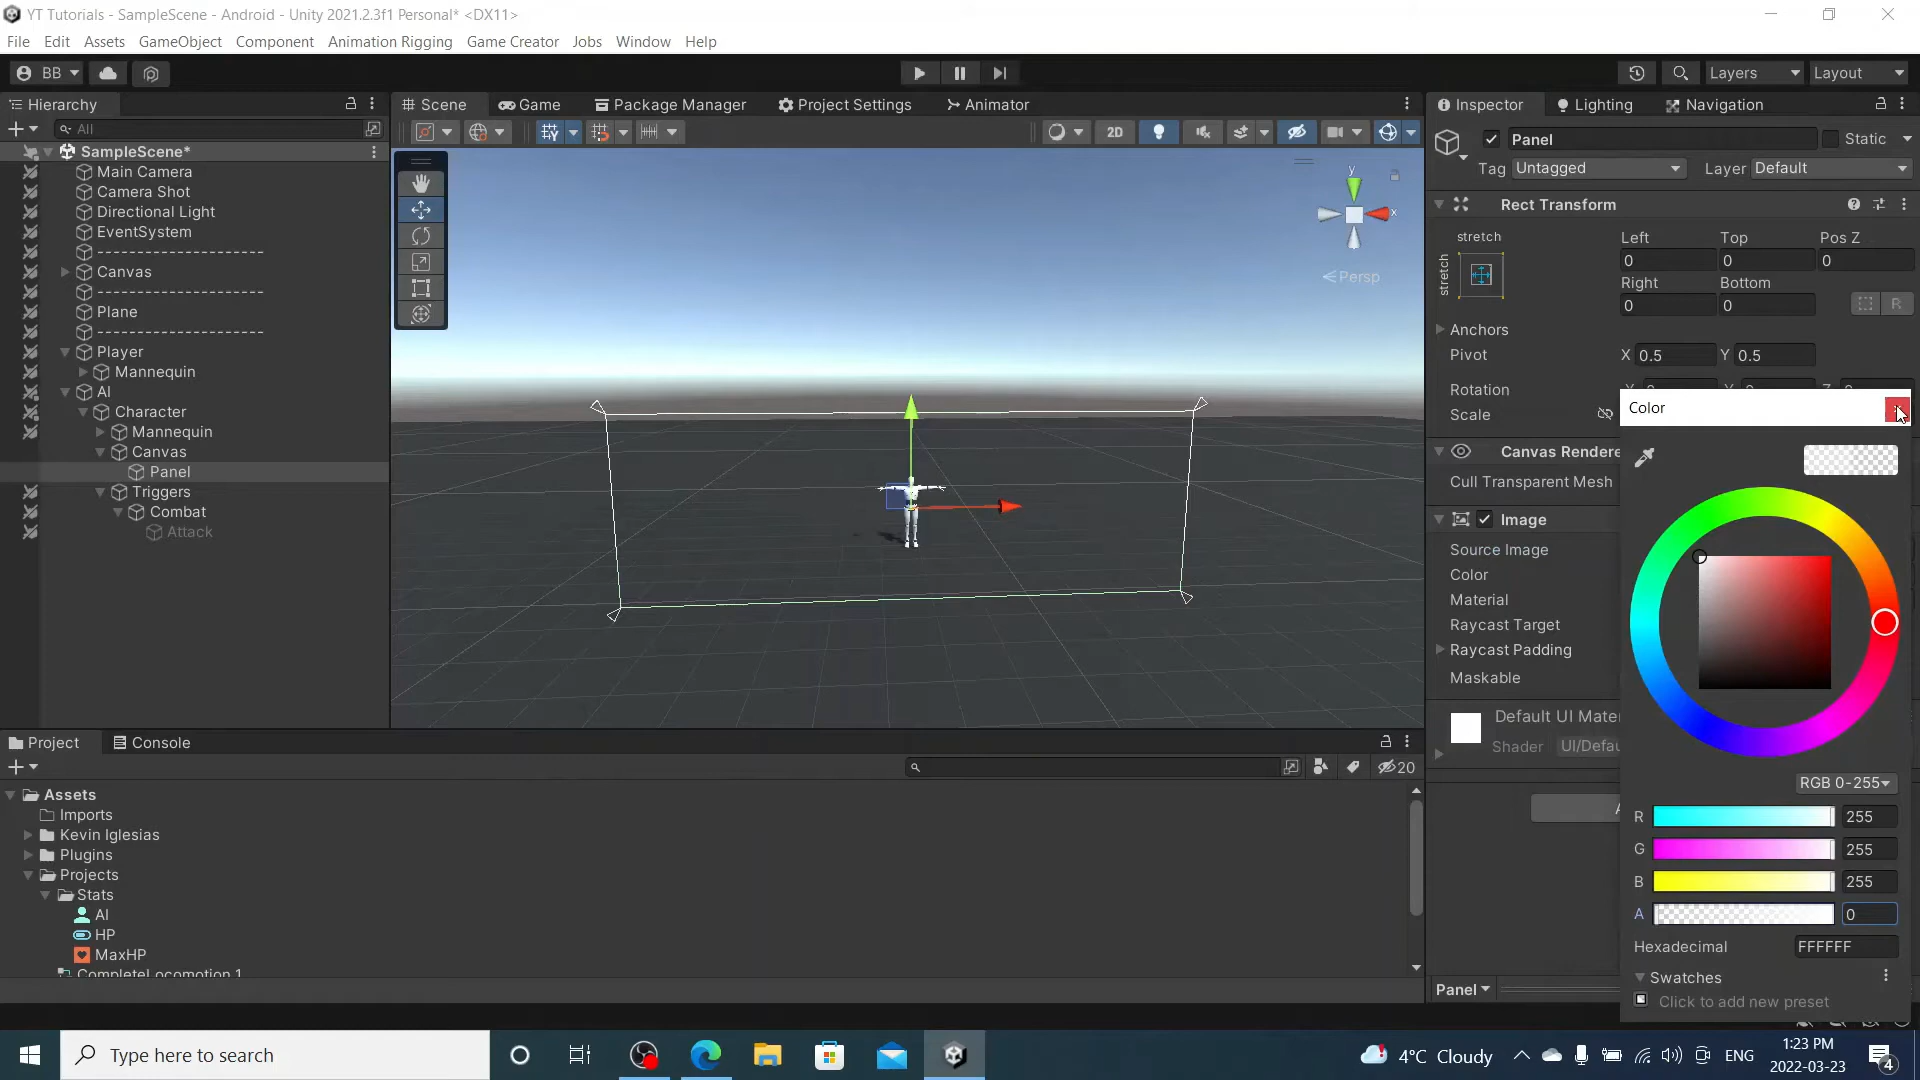 YT Tutorials - SampleScene - Android - Unity 2021.2.3f1 Personal* <DX11>
File Edit Assets GameObject Component Animation Rigging Game Creator Jobs Window Help
BB Layers Layout
Hierarchy
All
SampleScene*
Main Camera
Camera Shot
Directional Light
EventSystem
---------------------
Canvas
---------------------
Plane
---------------------
Player
Mannequin
AI
Character
Mannequin
Canvas
Panel
Triggers
Combat
Attack
Scene Game Package Manager Project Settings Animator
2D
y
x
Persp
Inspector Lighting Navigation
Panel Static
Tag Untagged Layer Default
Rect Transform
stretch Left Top Pos Z
stretch 0 0 0
Right Bottom
0 0 R
Anchors
Pivot X 0.5 Y 0.5
Rotation
Scale
Canvas Rendere
Cull Transparent Mesh
Image
Source Image
Color
Material
Raycast Target
Raycast Padding
Maskable
Default UI Mater
Shader UI/Defau
Panel
Color
RGB 0-255
R 255
G 255
B 255
A 0
Hexadecimal FFFFFF
Swatches
Click to add new preset
Project Console
20
Assets
Imports
Kevin Iglesias
Plugins
Projects
Stats
AI
HP
MaxHP
CompleteLocomotion 1
Type here to search
4°C Cloudy ENG 1:23 PM
2022-03-23
4